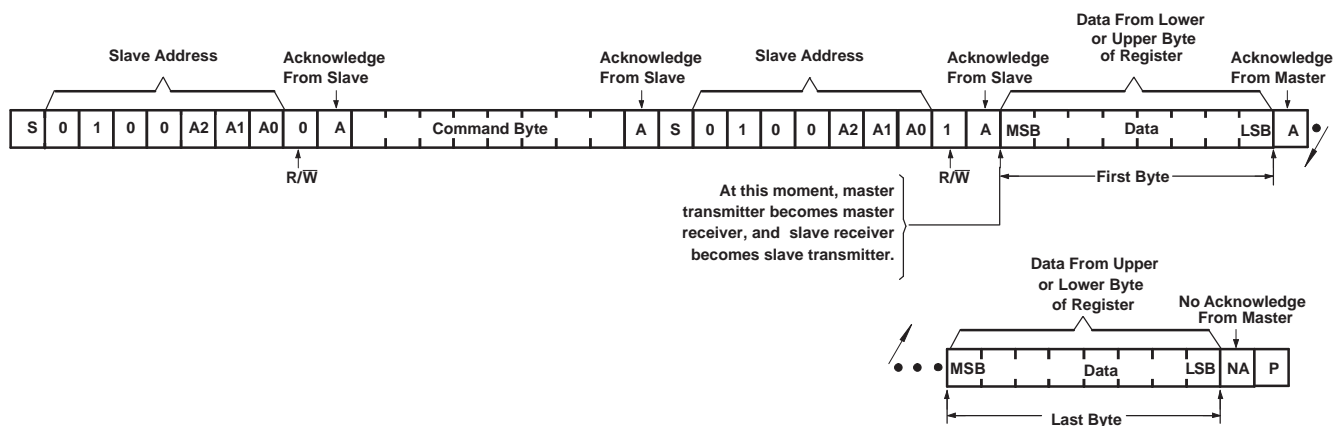 Data From Lower
or Upper Byte
of Register
Slave Address
Acknowledge
From Slave
Acknowledge
From Slave
Slave Address
Acknowledge
From Slave
Acknowledge
From Master
S 0 1 0 0 A2 A1 A0 0 A Command Byte A S 0 1 0 0 A2 A1 A0 1 A MSB Data LSB A
R/W̅
R/W̅
First Byte
At this moment, master
transmitter becomes master
receiver, and slave receiver
becomes slave transmitter.
Data From Upper
or Lower Byte
of Register
No Acknowledge
From Master
MSB Data LSB NA P
Last Byte